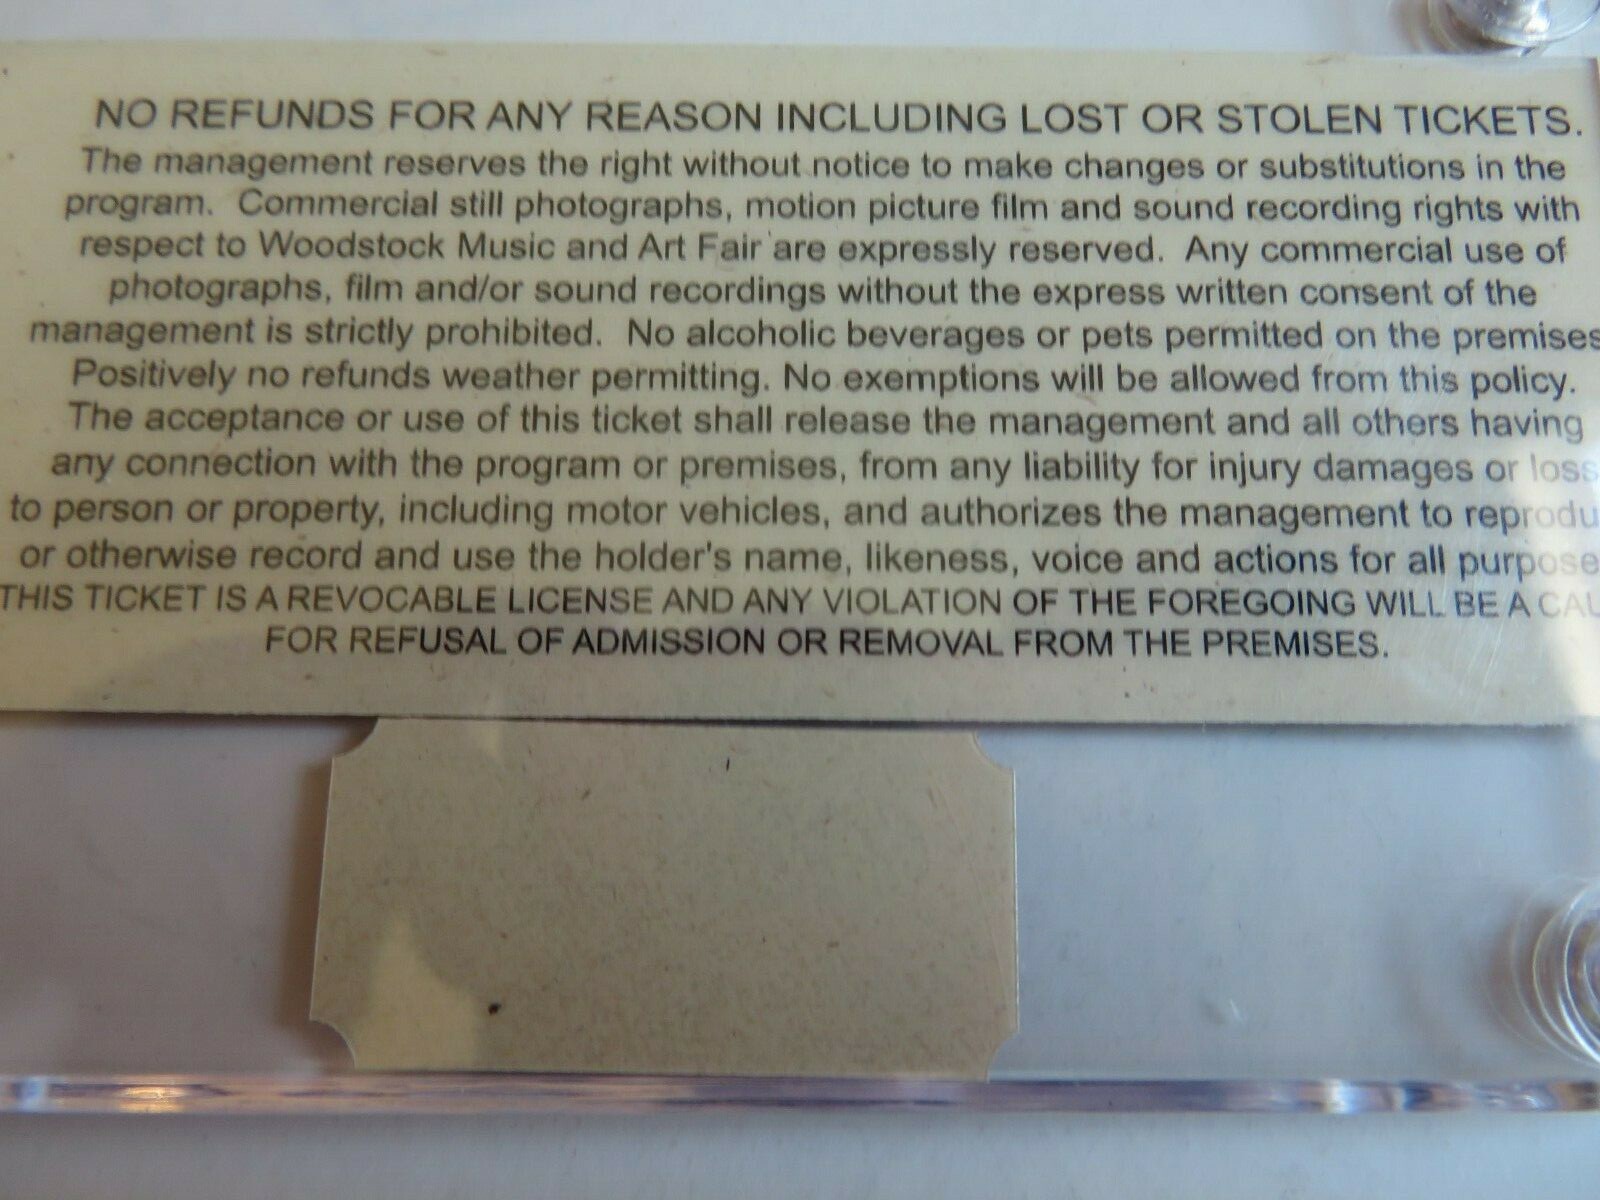 NO REFUNDS FOR ANY REASON INCLUDING LOST OR STOLEN TICKETS.
The management reserves the right without notice to make changes or substitutions in the
program. Commercial still photographs, motion picture film and sound recording rights with
respect to Woodstock Music and Art Fair are expressly reserved. Any commercial use of
photographs, film and/or sound recordings without the express written consent of the
management is strictly prohibited. No alcoholic beverages or pets permitted on the premises
Positively no refunds weather permitting. No exemptions will be allowed from this policy.
The acceptance or use of this ticket shall release the management and all others having
any connection with the program or premises, from any liability for injury damages or loss
to person or property, including motor vehicles, and authorizes the management to reprodu
or otherwise record and use the holder's name, likeness, voice and actions for all purpose
THIS TICKET IS A REVOCABLE LICENSE AND ANY VIOLATION OF THE FOREGOING WILL BE A CAU
FOR REFUSAL OF ADMISSION OR REMOVAL FROM THE PREMISES.